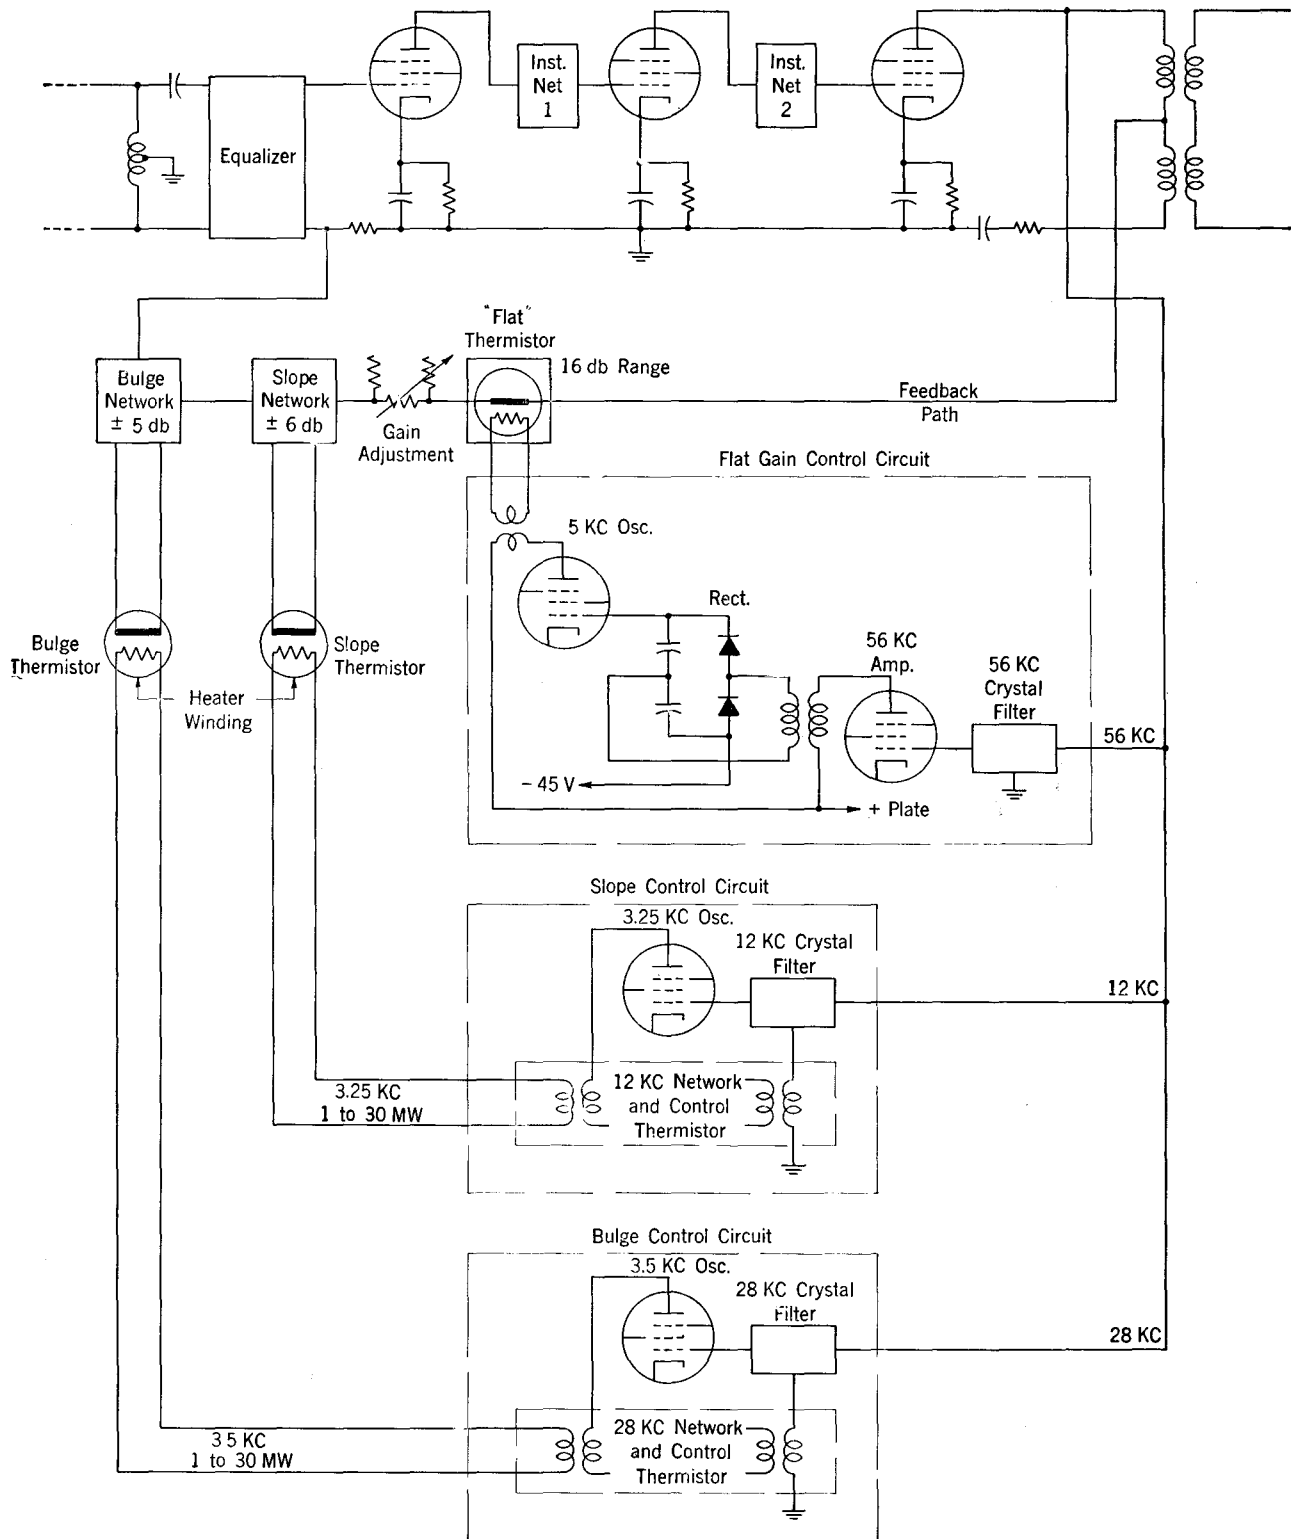 Equalizer
Inst.
Net
1
Inst.
Net
2
"Flat"
Thermistor
16 db Range
Bulge
Network
± 5 db
Slope
Network
± 6 db
Gain
Adjustment
Feedback
Path
Flat Gain Control Circuit
5 KC Osc.
Rect.
56 KC
Amp.
56 KC
Crystal
Filter
56 KC
Bulge
Thermistor
Slope
Thermistor
Heater
Winding
− 45 V
+ Plate
Slope Control Circuit
3.25 KC Osc.
12 KC Crystal
Filter
12 KC
3.25 KC
1 to 30 MW
12 KC Network
and Control
Thermistor
Bulge Control Circuit
3.5 KC Osc.
28 KC Crystal
Filter
28 KC
3 5 KC
1 to 30 MW
28 KC Network
and Control
Thermistor